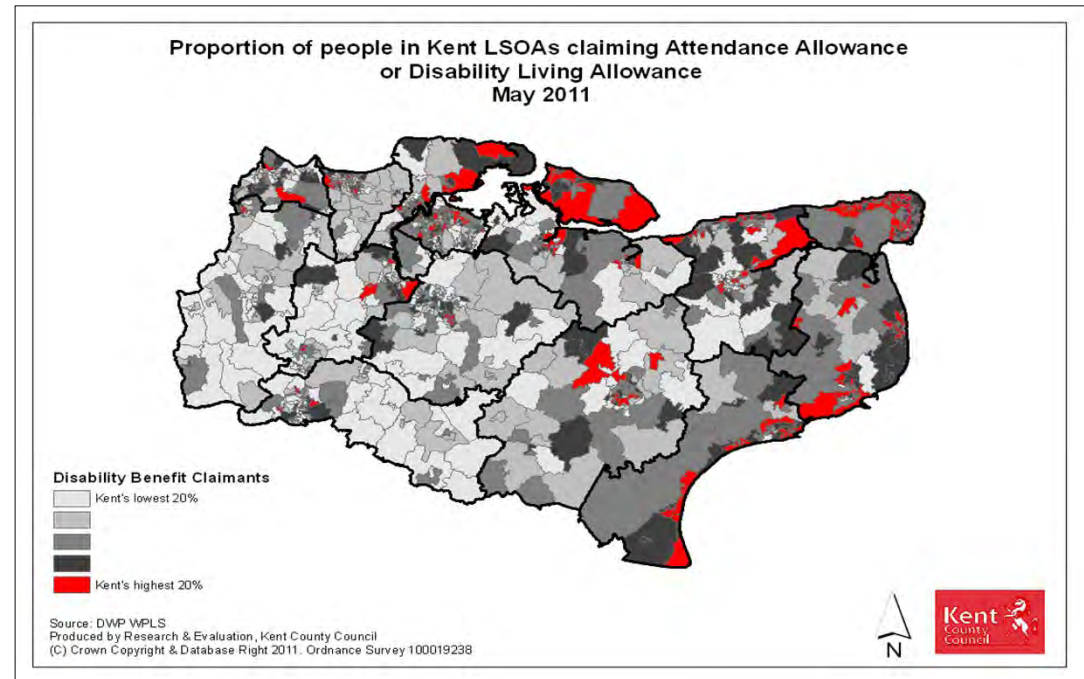 Proportion of people in Kent LSOAs claiming Attendance Allowance
or Disability Living Allowance
May 2011
Disability Benefit Claimants
Kent's lowest 20%
Kent's highest 20%
Source: DWP WPLS
Produced by Research & Evaluation, Kent County Council
(C) Crown Copyright & Database Right 2011. Ordnance Survey 100019238
N
Kent
County
Council